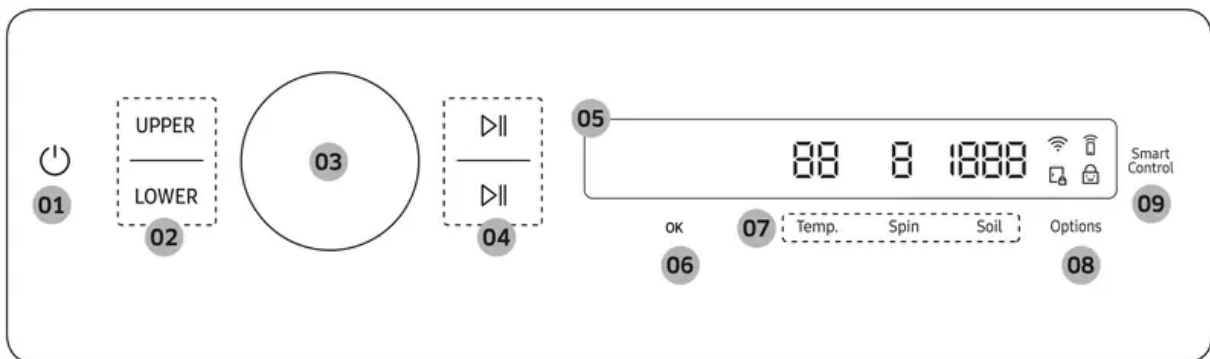 01
UPPER
LOWER
02
03
04
05
88 8 1888
OK
06
07
Temp. Spin Soil
Options
08
Smart
Control
09